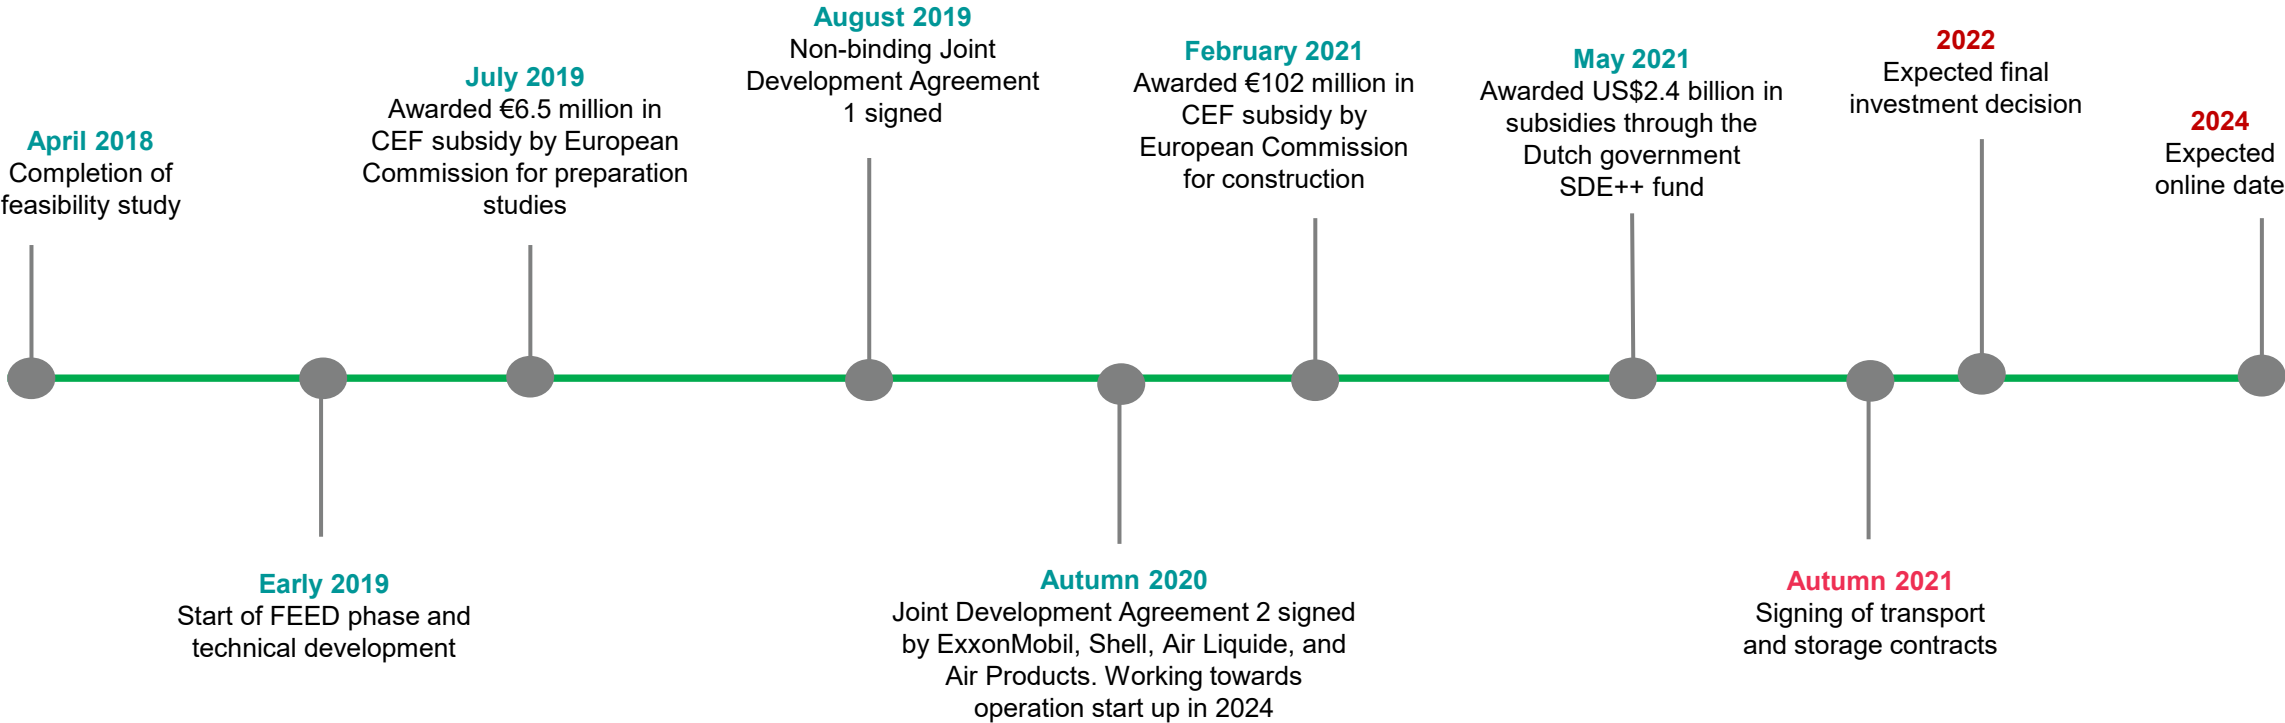 April 2018
Completion of
feasibility study
Early 2019
Start of FEED phase and
technical development
July 2019
Awarded €6.5 million in
CEF subsidy by European
Commission for preparation
studies
August 2019
Non-binding Joint
Development Agreement
1 signed
Autumn 2020
Joint Development Agreement 2 signed
by ExxonMobil, Shell, Air Liquide, and
Air Products. Working towards
operation start up in 2024
February 2021
Awarded €102 million in
CEF subsidy by
European Commission
for construction
May 2021
Awarded US$2.4 billion in
subsidies through the
Dutch government
SDE++ fund
Autumn 2021
Signing of transport
and storage contracts
2022
Expected final
investment decision
2024
Expected
online date